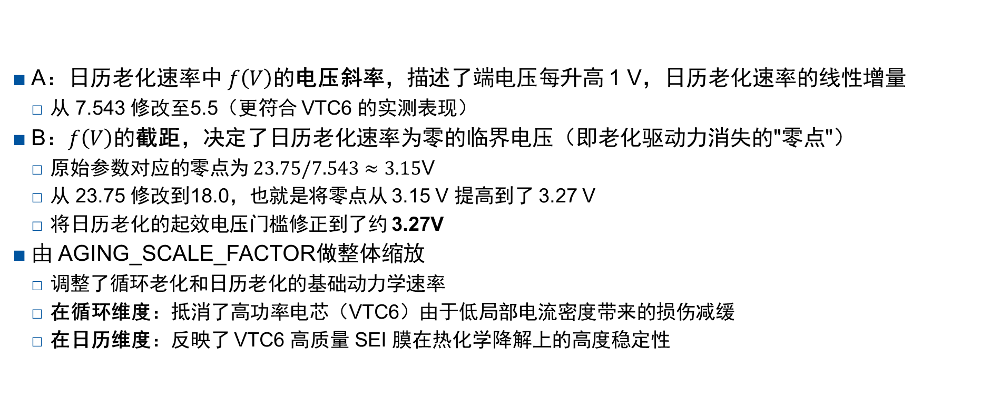 ■ A：日历老化速率中 f(V)的电压斜率，描述了端电压每升高 1 V，日历老化速率的线性增量
□ 从 7.543 修改至5.5（更符合 VTC6 的实测表现）
■ B：f(V)的截距，决定了日历老化速率为零的临界电压（即老化驱动力消失的"零点"）
□ 原始参数对应的零点为 23.75/7.543 ≈ 3.15V
□ 从 23.75 修改到18.0，也就是将零点从 3.15 V 提高到了 3.27 V
□ 将日历老化的起效电压门槛修正到了约 3.27V
■ 由 AGING_SCALE_FACTOR做整体缩放
□ 调整了循环老化和日历老化的基础动力学速率
□ 在循环维度：抵消了高功率电芯（VTC6）由于低局部电流密度带来的损伤减缓
□ 在日历维度：反映了 VTC6 高质量 SEI 膜在热化学降解上的高度稳定性